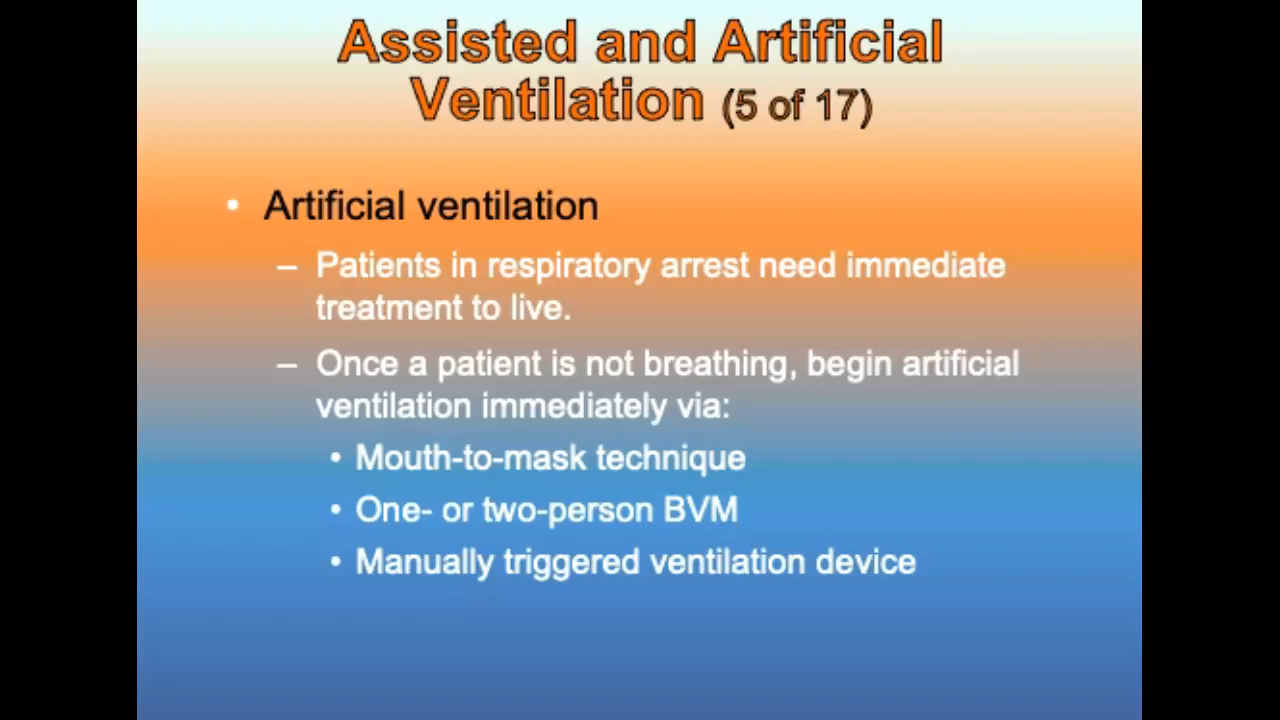 Assisted and Artificial
Ventilation (5 of 17)
• Artificial ventilation
– Patients in respiratory arrest need immediate
treatment to live.
– Once a patient is not breathing, begin artificial
ventilation immediately via:
• Mouth-to-mask technique
• One- or two-person BVM
• Manually triggered ventilation device